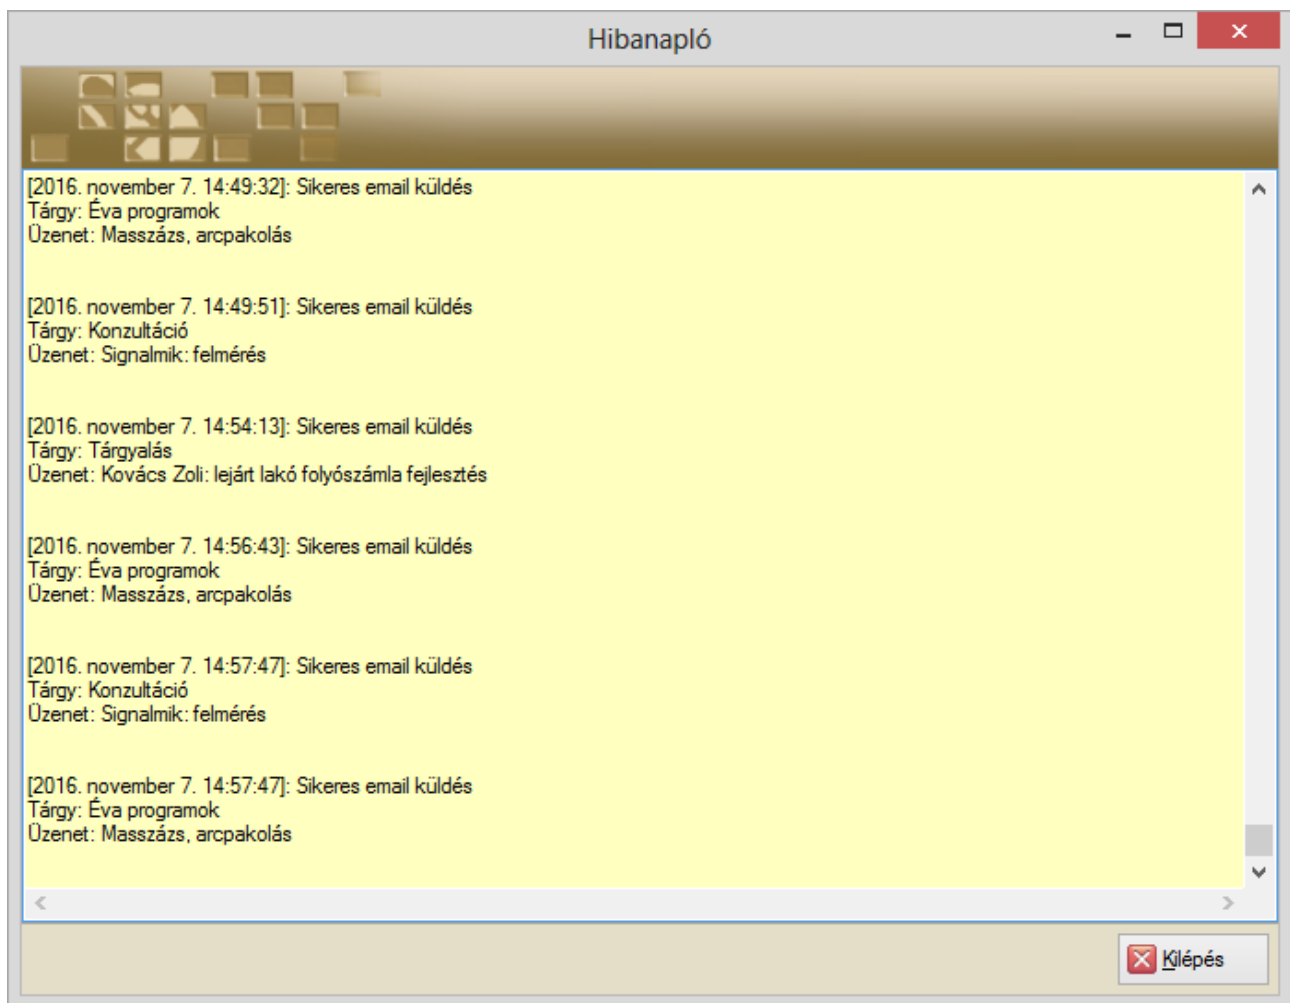 Hibanapló
[2016. november 7. 14:49:32]: Sikeres email küldés
Tárgy: Éva programok
Üzenet: Masszázs, arcpakolás
[2016. november 7. 14:49:51]: Sikeres email küldés
Tárgy: Konzultáció
Üzenet: Signalmik: felmérés
[2016. november 7. 14:54:13]: Sikeres email küldés
Tárgy: Tárgyalás
Üzenet: Kovács Zoli: lejárt lakó folyószámla fejlesztés
[2016. november 7. 14:56:43]: Sikeres email küldés
Tárgy: Éva programok
Üzenet: Masszázs, arcpakolás
[2016. november 7. 14:57:47]: Sikeres email küldés
Tárgy: Konzultáció
Üzenet: Signalmik: felmérés
[2016. november 7. 14:57:47]: Sikeres email küldés
Tárgy: Éva programok
Üzenet: Masszázs, arcpakolás
Kilépés